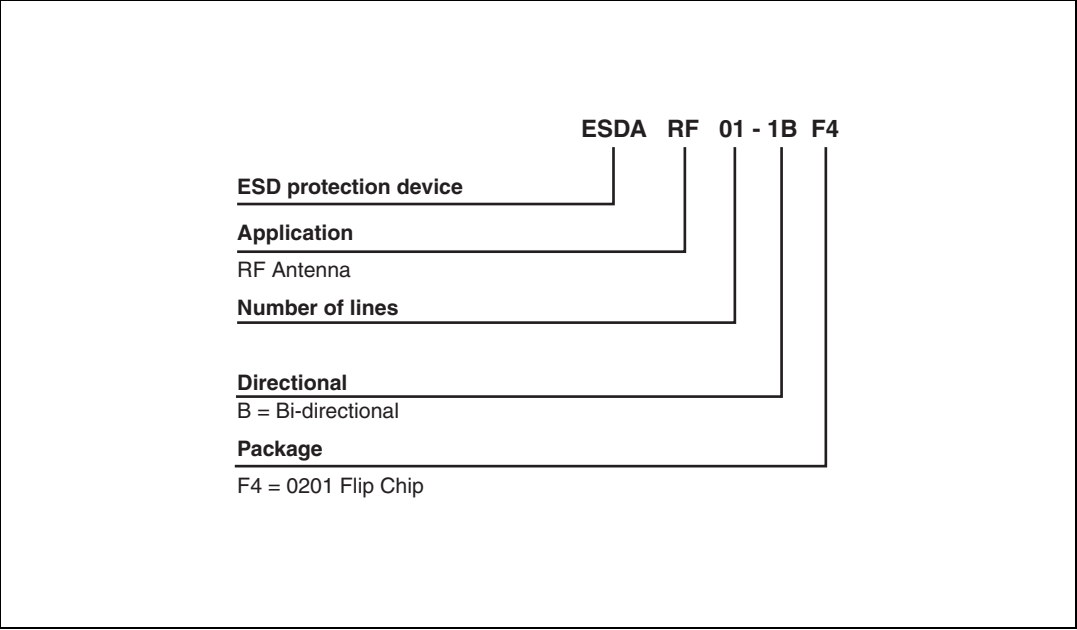 ESDA RF 01 - 1B F4
ESD protection device
Application
RF Antenna
Number of lines
Directional
B = Bi-directional
Package
F4 = 0201 Flip Chip